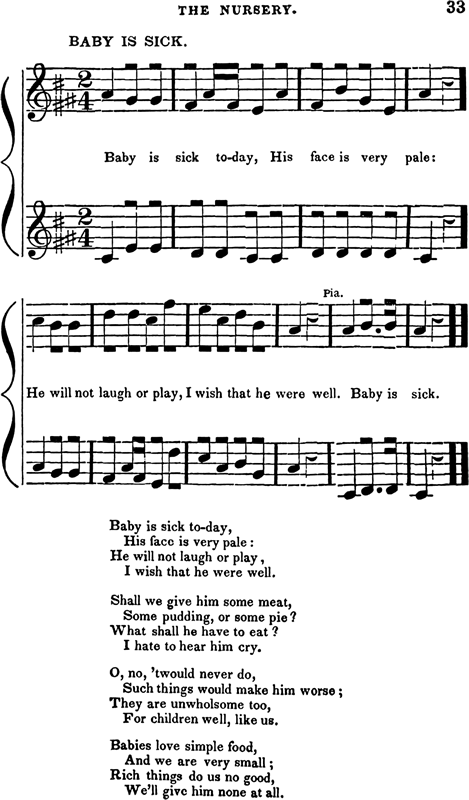 THE NURSERY. 33
BABY IS SICK.
2
4
Baby is sick to-day, His face is very pale:
2
4
Pia.
He will not laugh or play, I wish that he were well. Baby is sick.
Baby is sick to-day,
His face is very pale :
He will not laugh or play,
I wish that he were well.
Shall we give him some meat,
Some pudding, or some pie ?
What shall he have to eat ?
I hate to hear him cry.
O, no, 'twould never do,
Such things would make him worse ;
They are unwholsome too,
For children well, like us.
Babies love simple food,
And we are very small ;
Rich things do us no good,
We'll give him none at all.